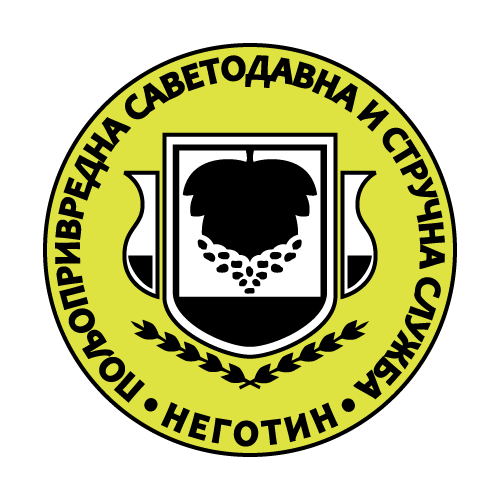 ПОЉОПРИВРЕДНА САВЕТОДАВНА И СТРУЧНА СЛУЖБА
• НЕГОТИН •